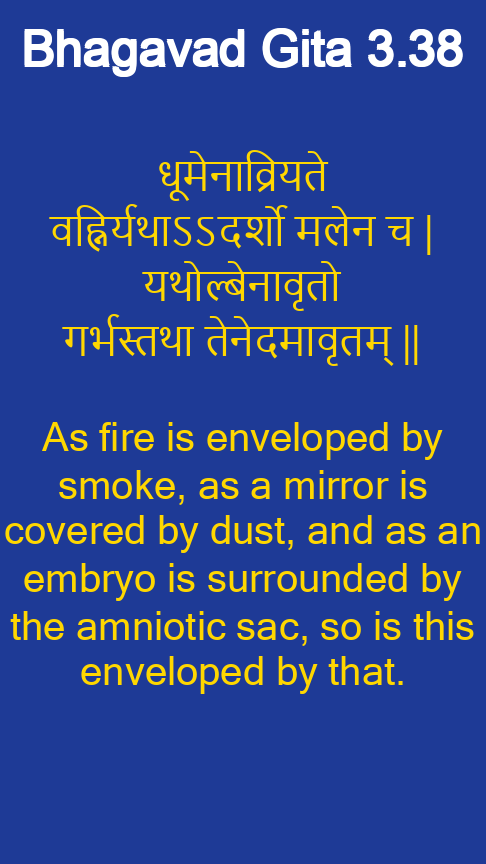 Bhagavad Gita 3.38
धूमेनाव्रियते
वह्निर्यथाऽऽदर्शो मलेन च |
यथोल्बेनावृतो
गर्भस्तथा तेनेदमावृतम् ||
As fire is enveloped by
smoke, as a mirror is
covered by dust, and as an
embryo is surrounded by
the amniotic sac, so is this
enveloped by that.